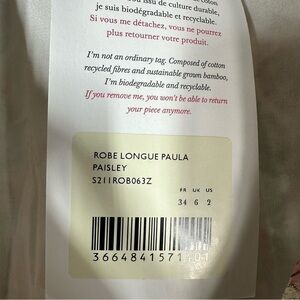 issu de culture durable,
je suis biodégradable et recyclable.
Si vous me détachez, vous ne pourrez
plus retourner votre produit.
I'm not an ordinary tag. Composed of cotton
recycled fibres and sustainable grown bamboo,
I'm biodegradable and recyclable.
If you remove me, you won't be able to return
your piece anymore.
ROBE LONGUE PAULA
PAISLEY
S211ROB063Z
FR UK US
34 6 2
3664841571401